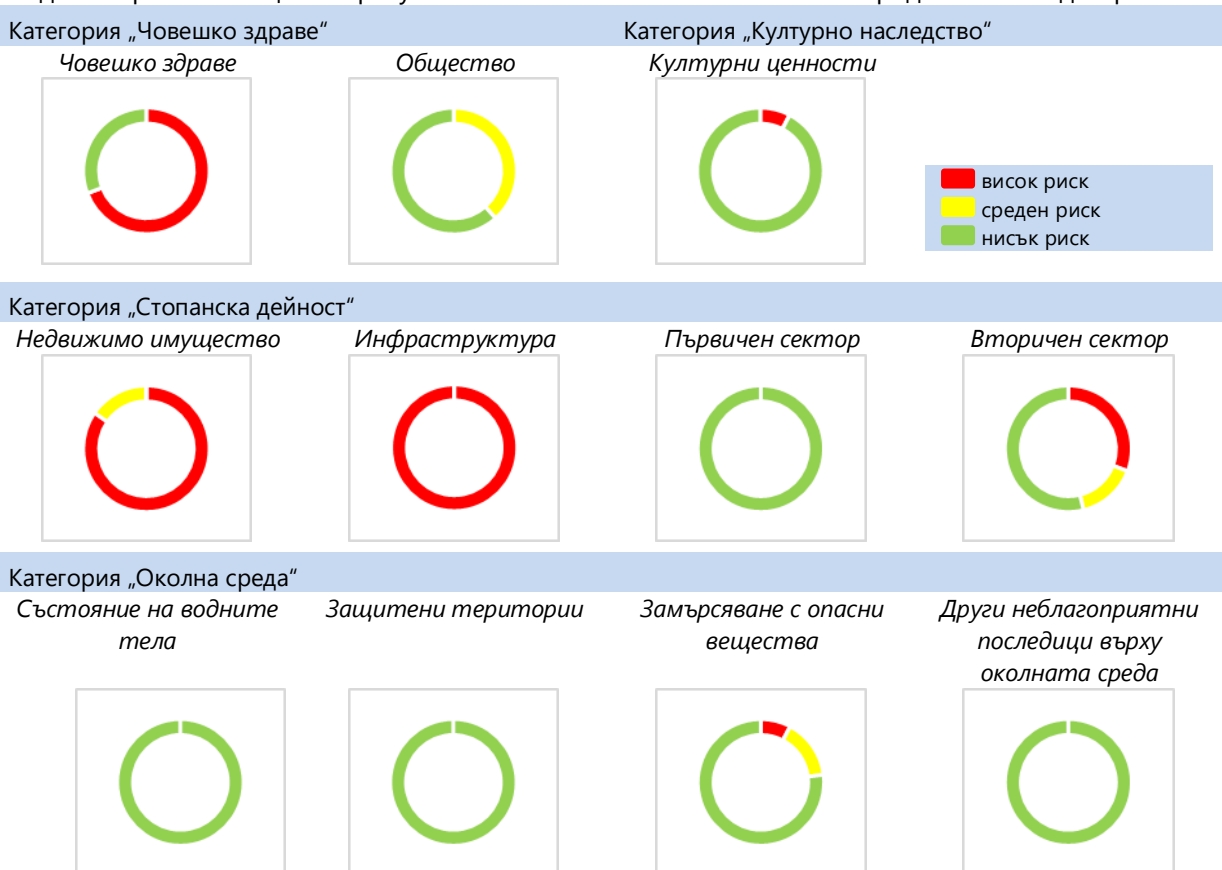 Категория „Човешко здраве“
Категория „Културно наследство“
Човешко здраве
Общество
Културни ценности
висок риск
среден риск
нисък риск
Категория „Стопанска дейност“
Недвижимо имущество
Инфраструктура
Първичен сектор
Вторичен сектор
Категория „Околна среда“
Състояние на водните
тела
Защитени територии
Замърсяване с опасни
вещества
Други неблагоприятни
последици върху
околната среда